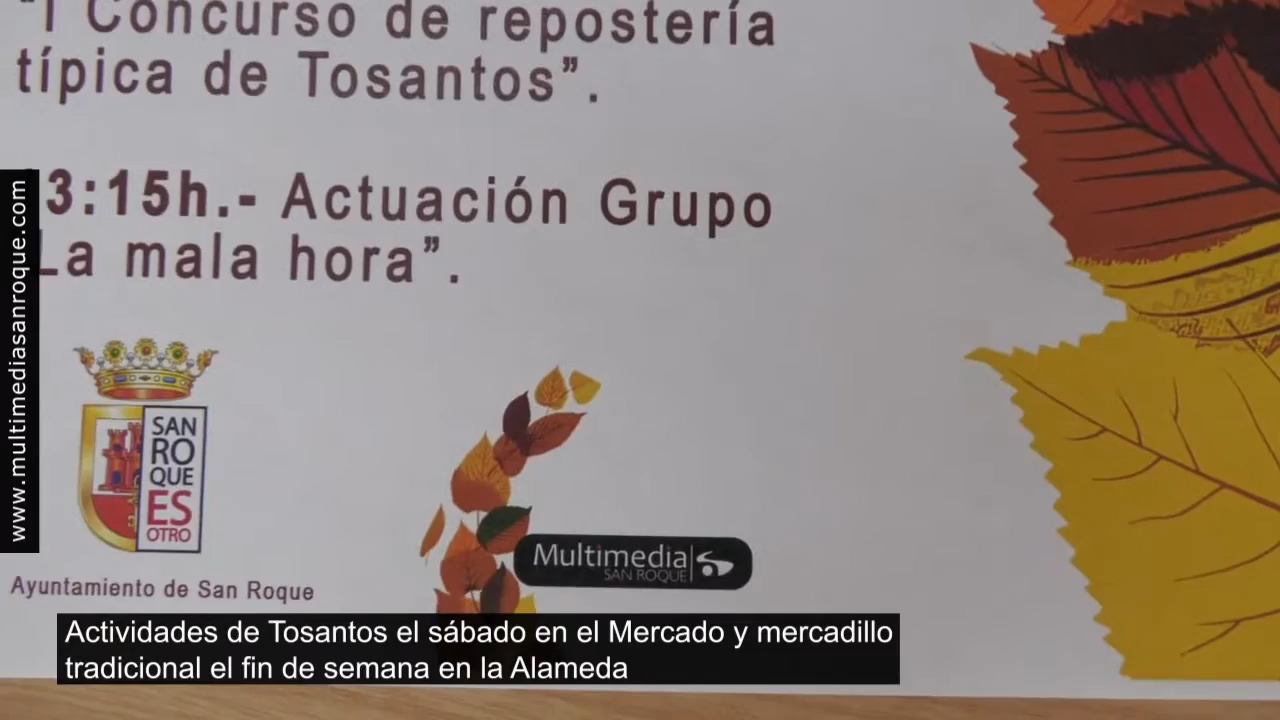 "I Concurso de repostería
típica de Tosantos".
3:15h.- Actuación Grupo
La mala hora".
www.multimediasanroque.com
SAN
RO
QUE
ES
OTRO
Ayuntamiento de San Roque
Multimedia
SAN ROQUE
Actividades de Tosantos el sábado en el Mercado y mercadillo
tradicional el fin de semana en la Alameda